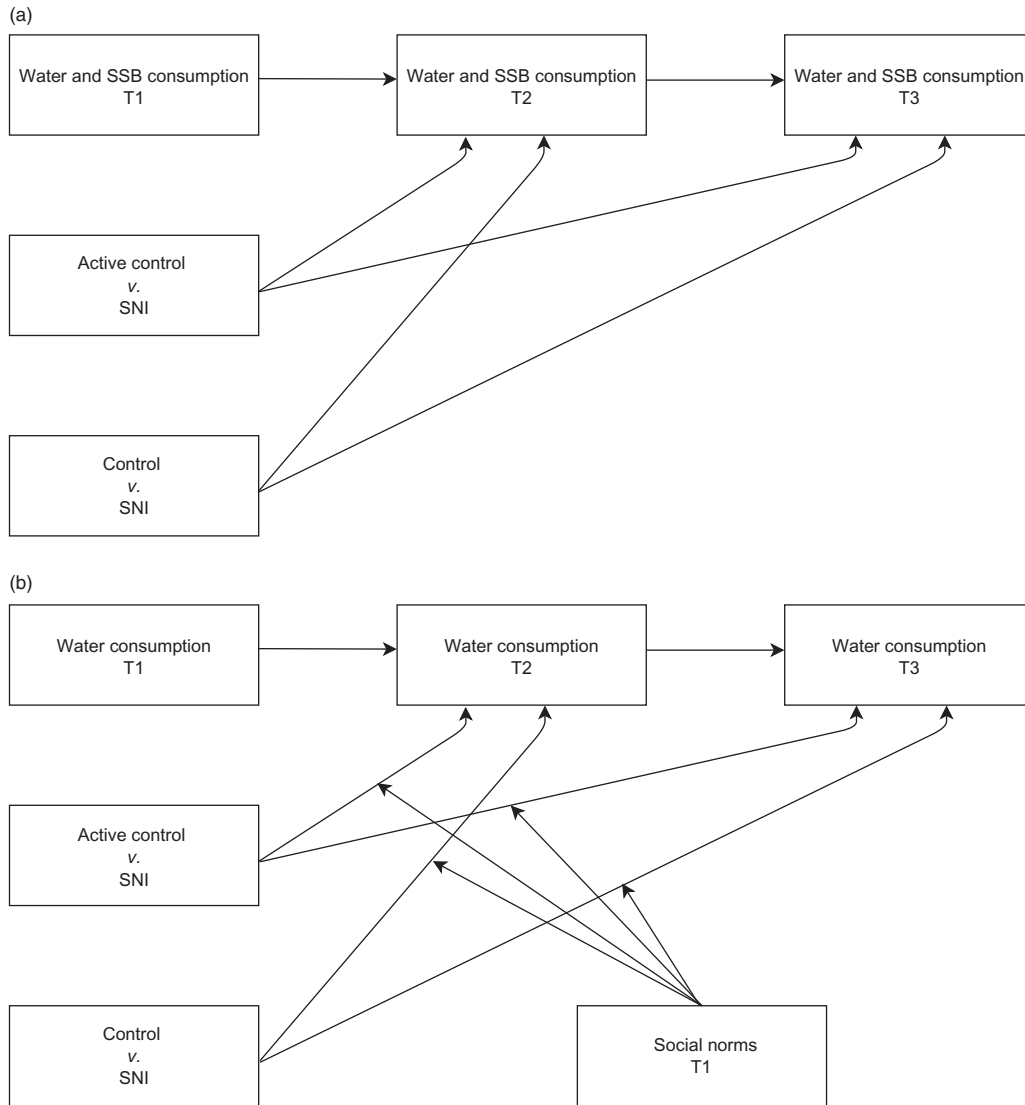 (a)
Water and SSB consumption
T1
Water and SSB consumption
T2
Water and SSB consumption
T3
Active control
v.
SNI
Control
v.
SNI
(b)
Water consumption
T1
Water consumption
T2
Water consumption
T3
Active control
v.
SNI
Control
v.
SNI
Social norms
T1